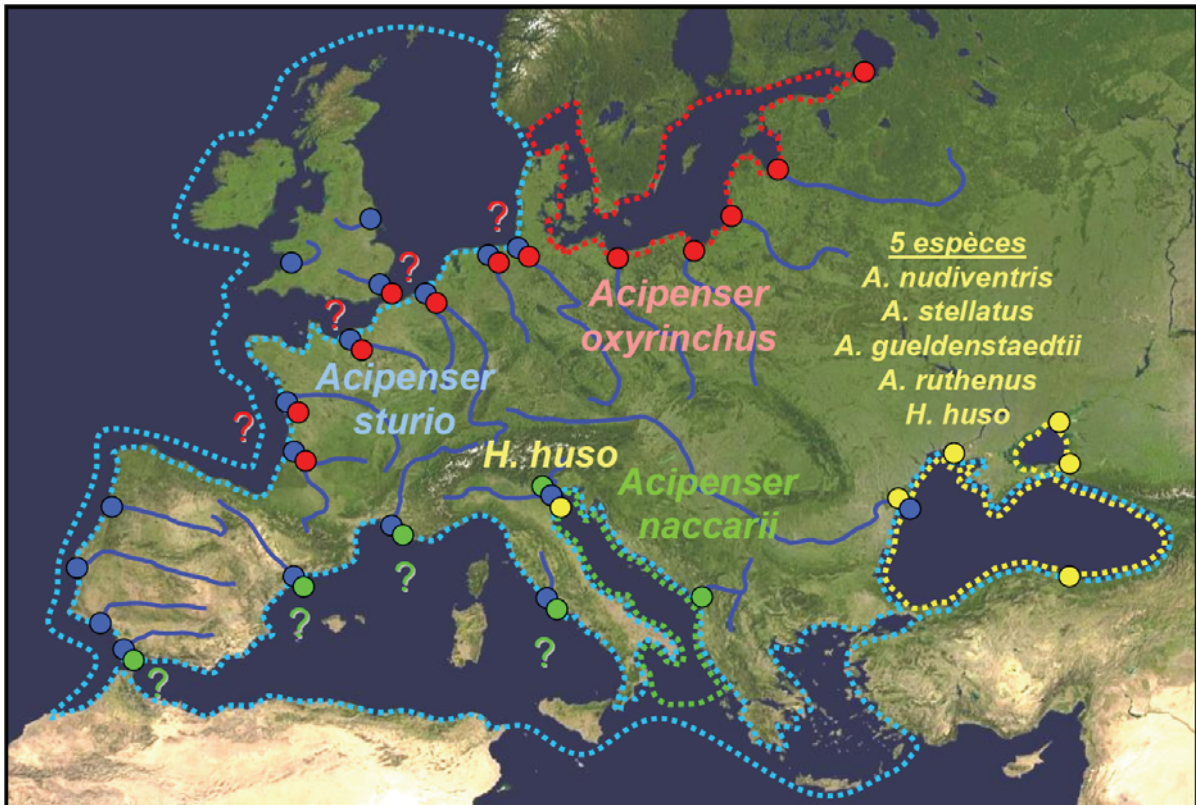 ?
5 espèces
A. nudiventris
A. stellatus
A. gueldenstaedtii
A. ruthenus
H. huso
?
Acipenser
oxyrinchus
?
Acipenser
sturio
?
H. huso
Acipenser
naccarii
?
?
?
?